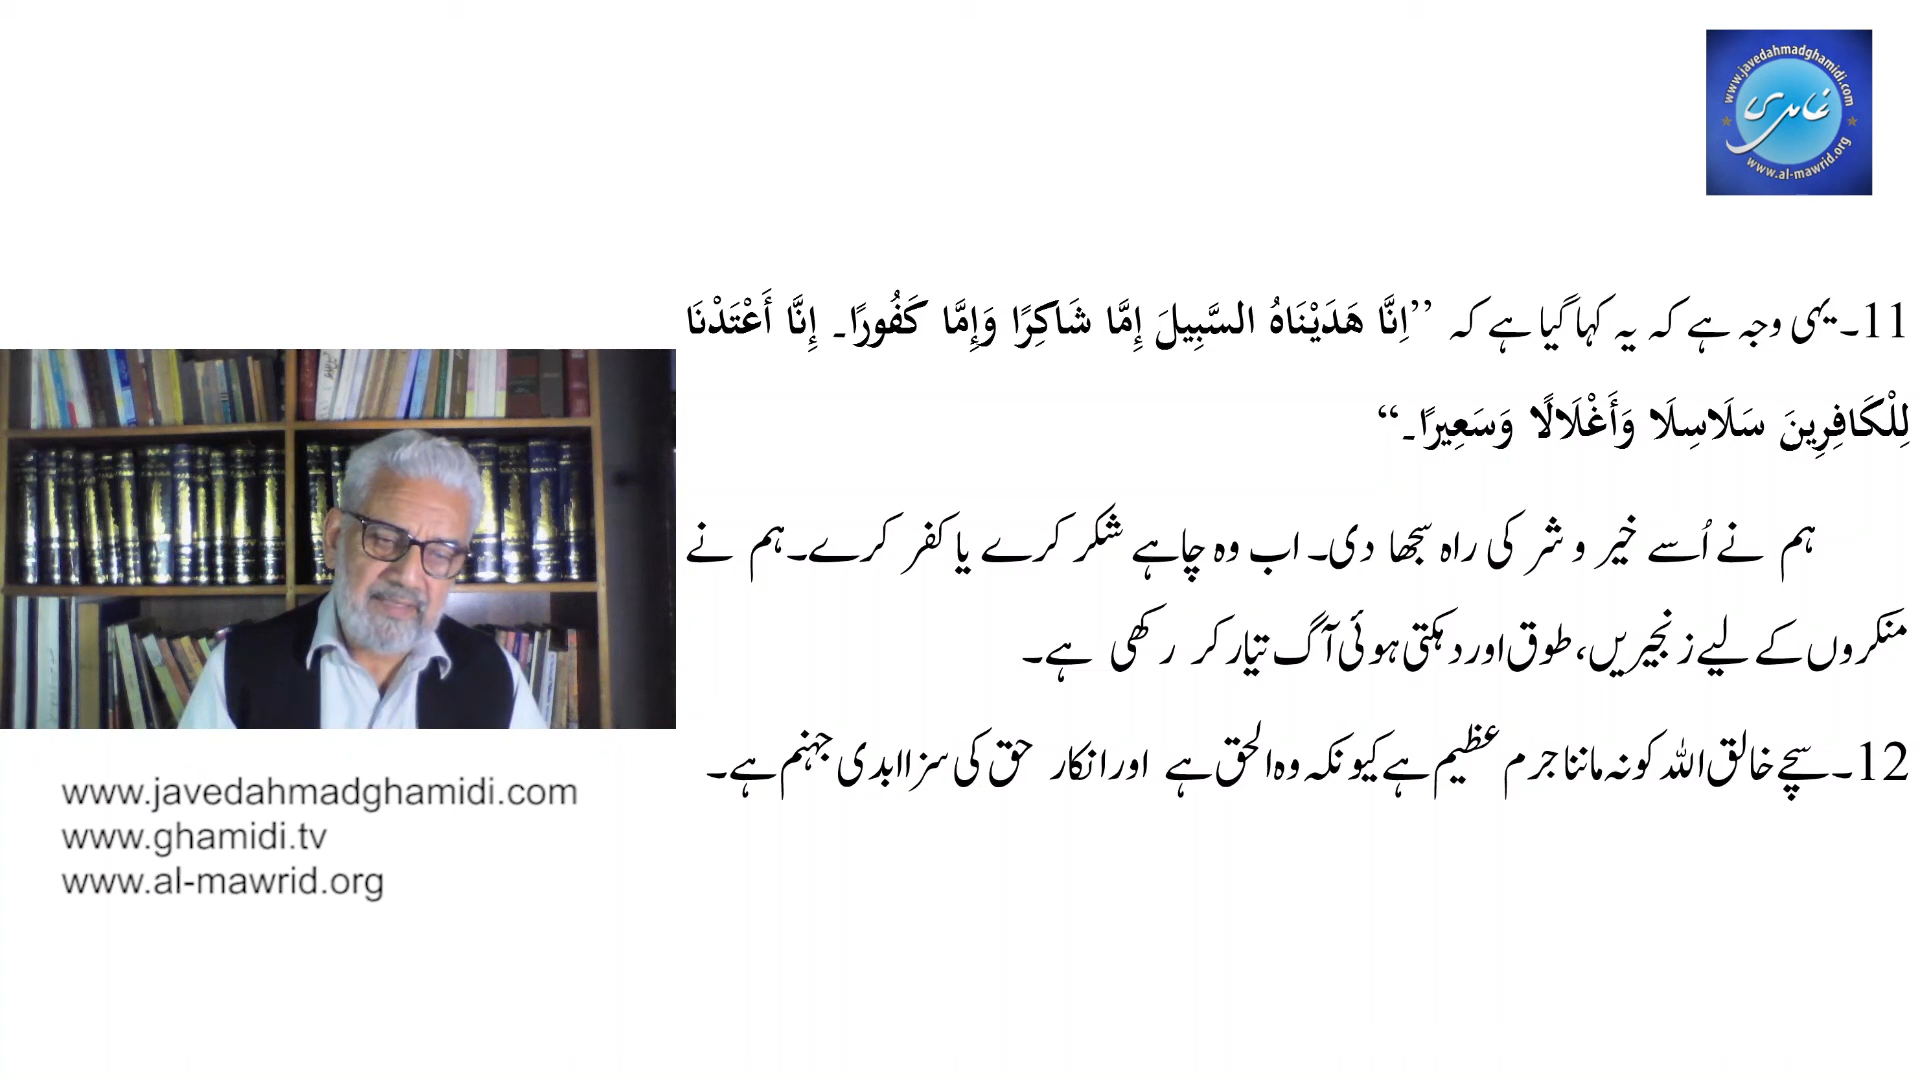 www.javedahmadghamidi.com
غامدی
www.al-mawrid.org
11۔یہی وجہ ہے کہ یہ کہا گیا ہے کہ ’’اِنَّا هَدَيْنَاهُ السَّبِيلَ إِمَّا شَاكِرًا وَإِمَّا كَفُورًا۔ إِنَّا أَعْتَدْنَا
لِلْكَافِرِينَ سَلَاسِلَا وَأَغْلَالًا وَسَعِيرًا۔‘‘
ہم نے اُسے خیر و شر کی راہ سجھا دی۔ اب وہ چاہے شکر کرے یا کفر کرے۔ہم نے
منکروں کے لیے زنجیریں، طوق اور دہکتی ہوئی آگ تیار کر رکھی ہے۔
12۔سچے خالق اللہ کو نہ ماننا جرم عظیم ہے کیونکہ وہ الحق ہے اور انکار حق کی سزا ابدی جہنم ہے۔
www.javedahmadghamidi.com
www.ghamidi.tv
www.al-mawrid.org